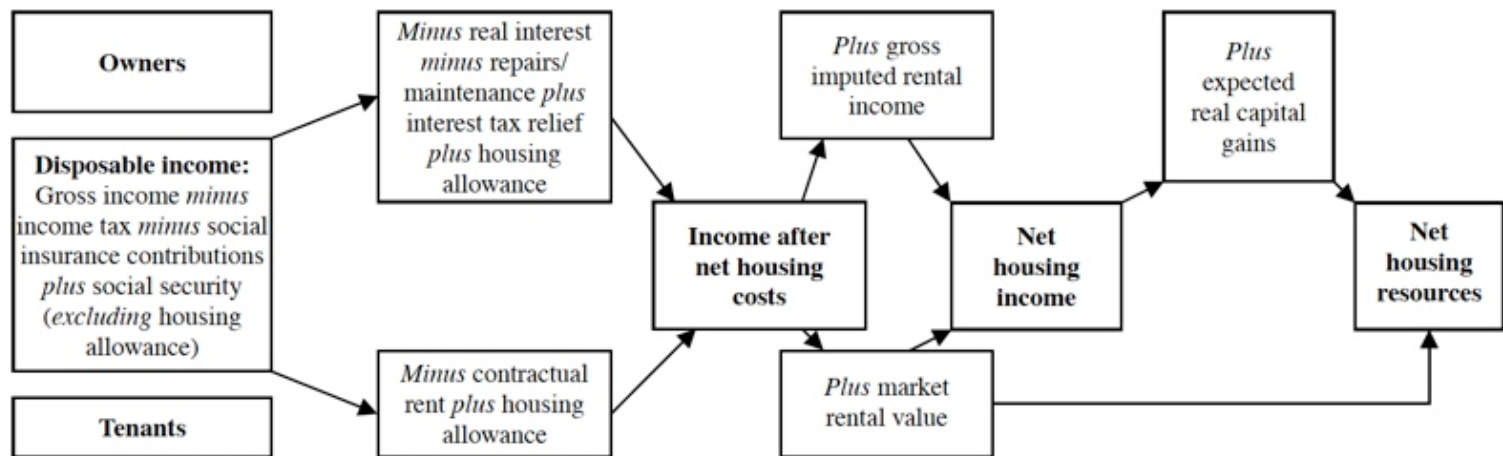 Owners
Disposable income:
Gross income minus
income tax minus social
insurance contributions
plus social security
(excluding housing
allowance)
Tenants
Minus real interest
minus repairs/
maintenance plus
interest tax relief
plus housing
allowance
Minus contractual
rent plus housing
allowance
Income after
net housing
costs
Plus gross
imputed rental
income
Plus market
rental value
Net
housing
income
Plus
expected
real capital
gains
Net
housing
resources